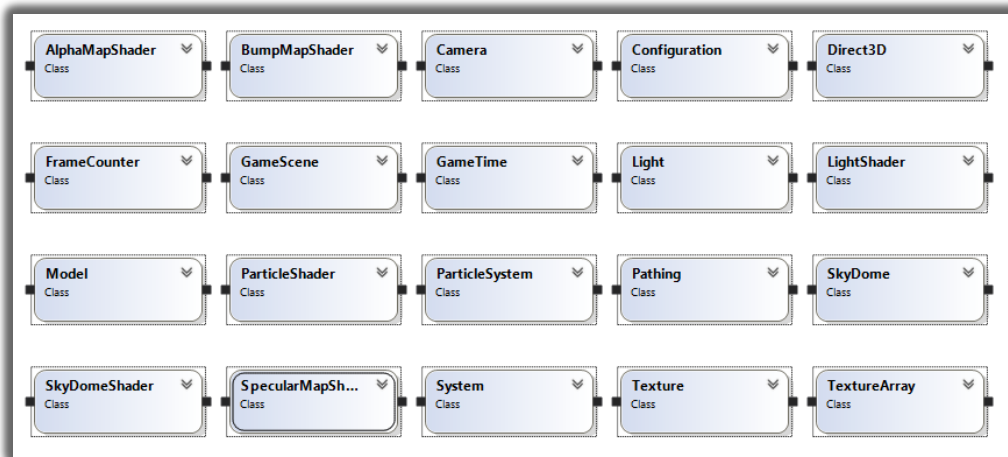 AlphaMapShader
Class
BumpMapShader
Class
Camera
Class
Configuration
Class
Direct3D
Class
FrameCounter
Class
GameScene
Class
GameTime
Class
Light
Class
LightShader
Class
Model
Class
ParticleShader
Class
ParticleSystem
Class
Pathing
Class
SkyDome
Class
SkyDomeShader
Class
SpecularMapSh...
Class
System
Class
Texture
Class
TextureArray
Class